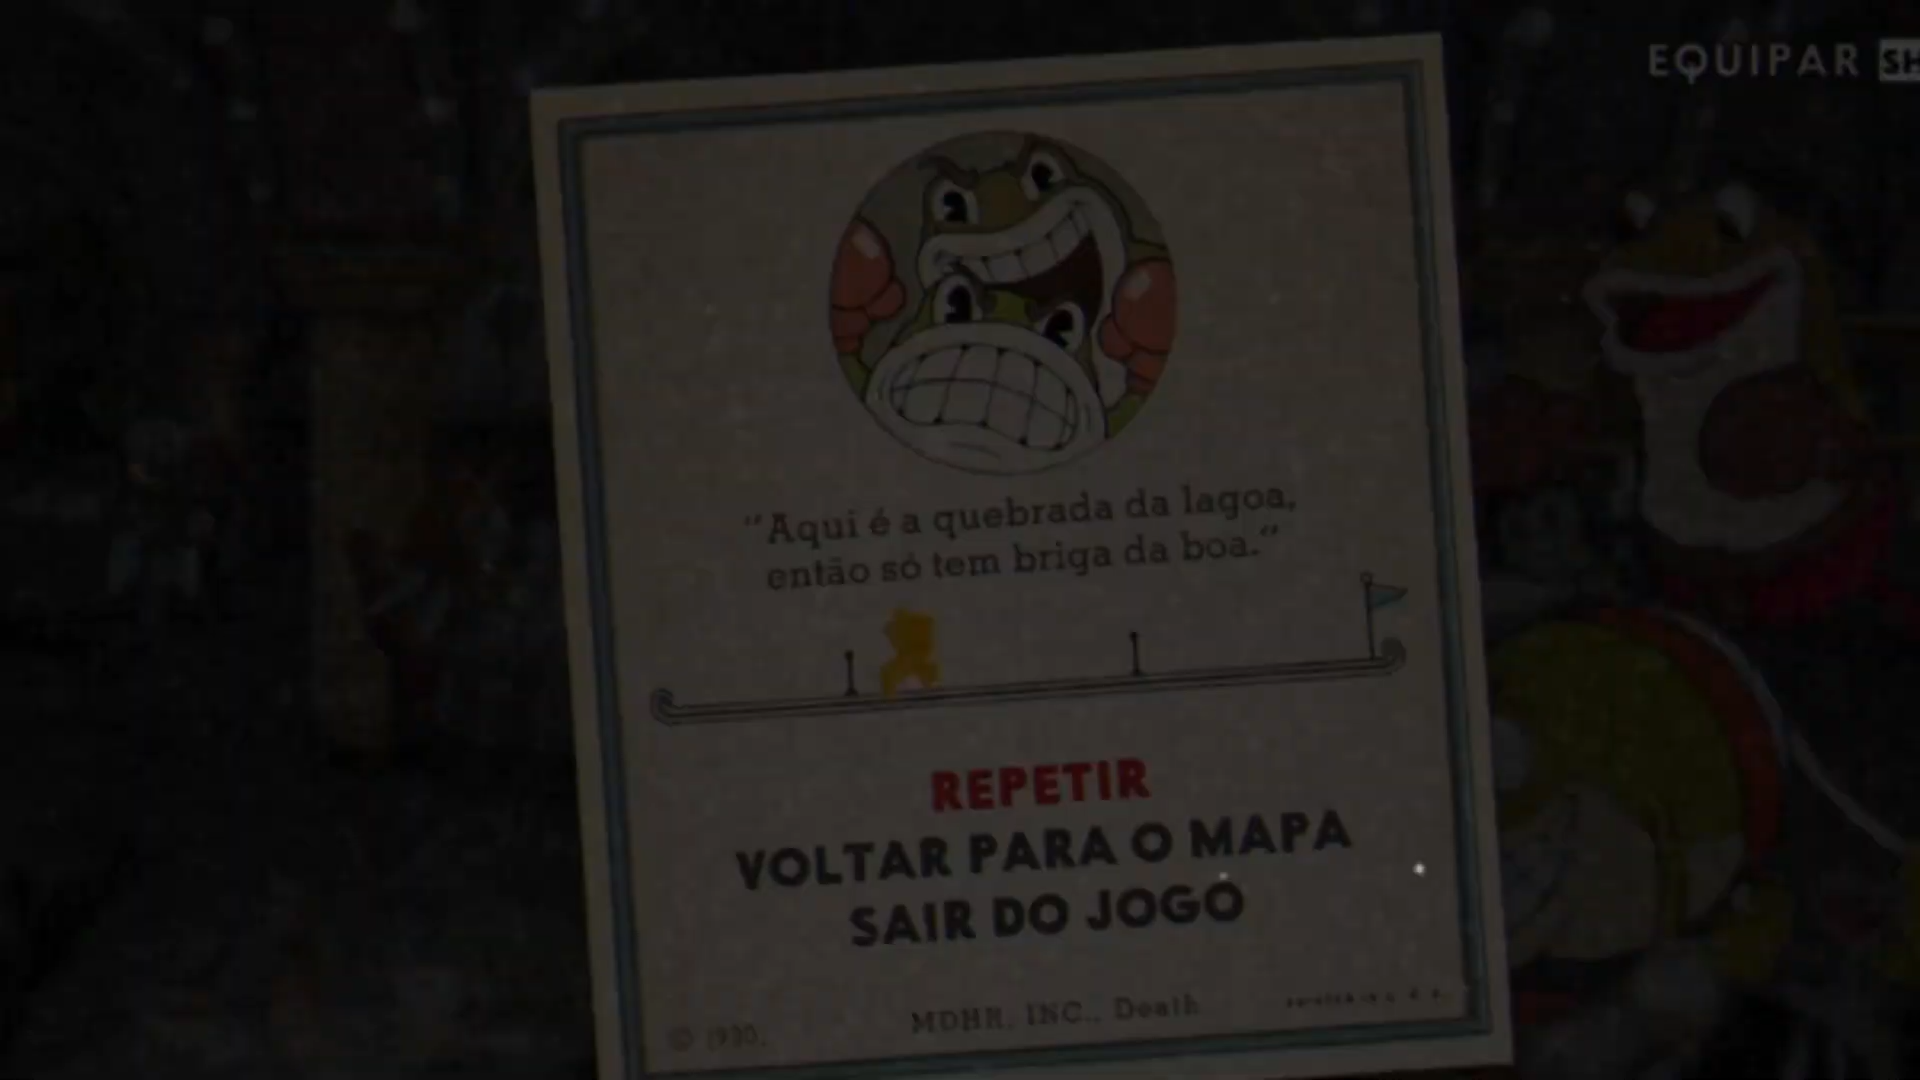 EQUIPAR SH
“Aqui é a quebrada da lagoa,
então só tem briga da boa.”
REPETIR
VOLTAR PARA O MAPA
SAIR DO JOGO
© 1930. MDHR, INC., Death